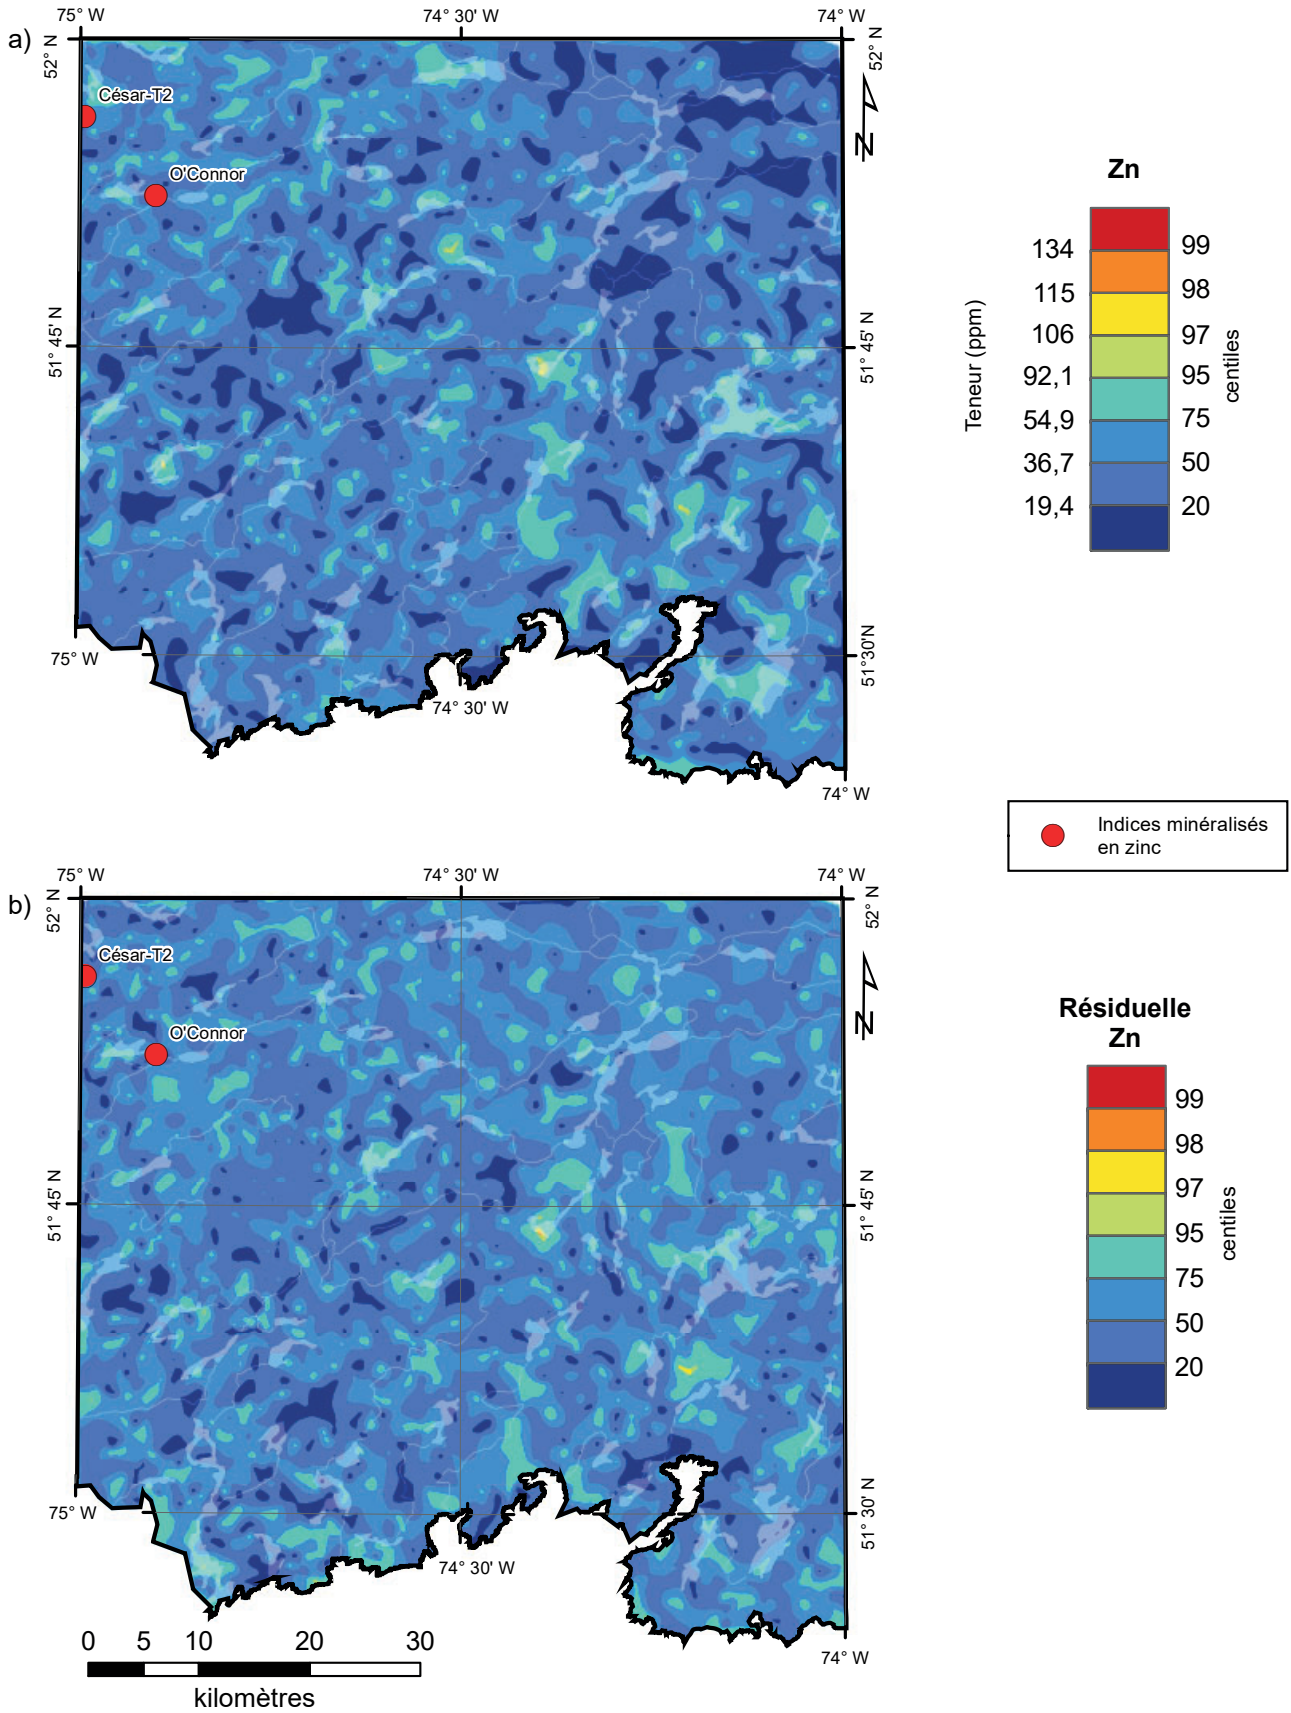 a)
75° W
74° 30' W
74° W
52° N
52° N
César-T2
O'Connor
N
51° 45' N
51° 45' N
75° W
51°30'N
74° 30' W
74° W
Zn
Teneur (ppm)
134
115
106
92,1
54,9
36,7
19,4
99
98
97
95
75
50
20
centiles
Indices minéralisés
en zinc
b)
75° W
74° 30' W
74° W
52° N
52° N
César-T2
O'Connor
N
51° 45' N
51° 45' N
75° W
51° 30' N
74° 30' W
74° W
Résiduelle
Zn
99
98
97
95
75
50
20
centiles
0 5 10 20 30
kilomètres